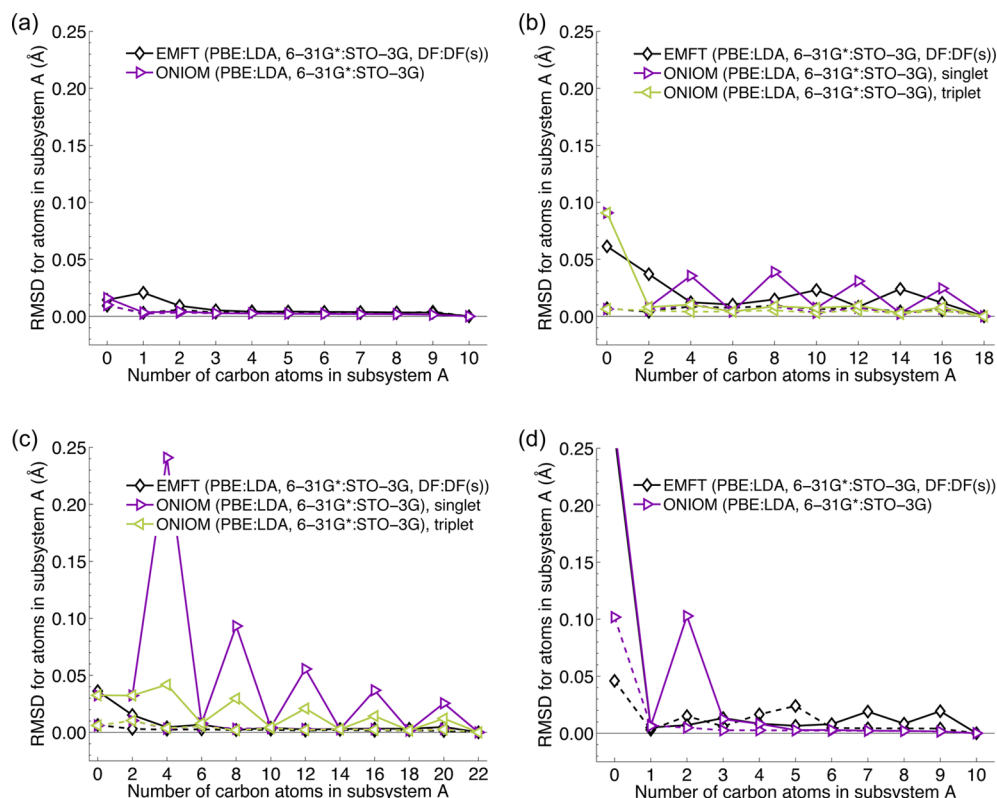 (a)
RMSD for atoms in subsystem A (Å)
0.25
0.20
0.15
0.10
0.05
0.00
EMFT (PBE:LDA, 6–31G*:STO–3G, DF:DF(s))
ONIOM (PBE:LDA, 6–31G*:STO–3G)
0 1 2 3 4 5 6 7 8 9 10
Number of carbon atoms in subsystem A
(b)
RMSD for atoms in subsystem A (Å)
0.25
0.20
0.15
0.10
0.05
0.00
EMFT (PBE:LDA, 6–31G*:STO–3G, DF:DF(s))
ONIOM (PBE:LDA, 6–31G*:STO–3G), singlet
ONIOM (PBE:LDA, 6–31G*:STO–3G), triplet
0 2 4 6 8 10 12 14 16 18
Number of carbon atoms in subsystem A
(c)
RMSD for atoms in subsystem A (Å)
0.25
0.20
0.15
0.10
0.05
0.00
EMFT (PBE:LDA, 6–31G*:STO–3G, DF:DF(s))
ONIOM (PBE:LDA, 6–31G*:STO–3G), singlet
ONIOM (PBE:LDA, 6–31G*:STO–3G), triplet
0 2 4 6 8 10 12 14 16 18 20 22
Number of carbon atoms in subsystem A
(d)
RMSD for atoms in subsystem A (Å)
0.25
0.20
0.15
0.10
0.05
0.00
EMFT (PBE:LDA, 6–31G*:STO–3G, DF:DF(s))
ONIOM (PBE:LDA, 6–31G*:STO–3G)
0 1 2 3 4 5 6 7 8 9 10
Number of carbon atoms in subsystem A